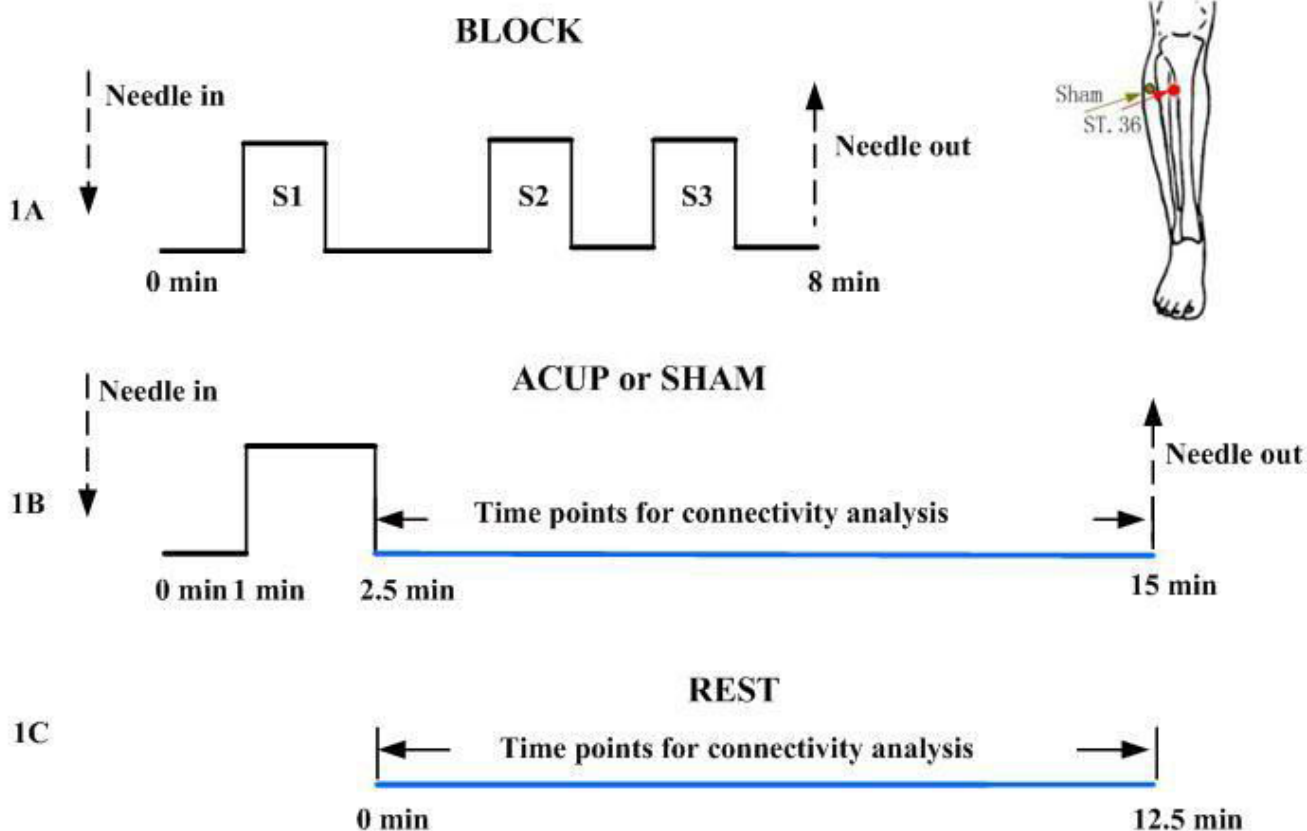 BLOCK
Needle in
Needle out
Sham
ST. 36
1A
S1
S2
S3
0 min
8 min
ACUP or SHAM
Needle in
Needle out
1B
Time points for connectivity analysis
0 min
1 min
2.5 min
15 min
REST
1C
Time points for connectivity analysis
0 min
12.5 min